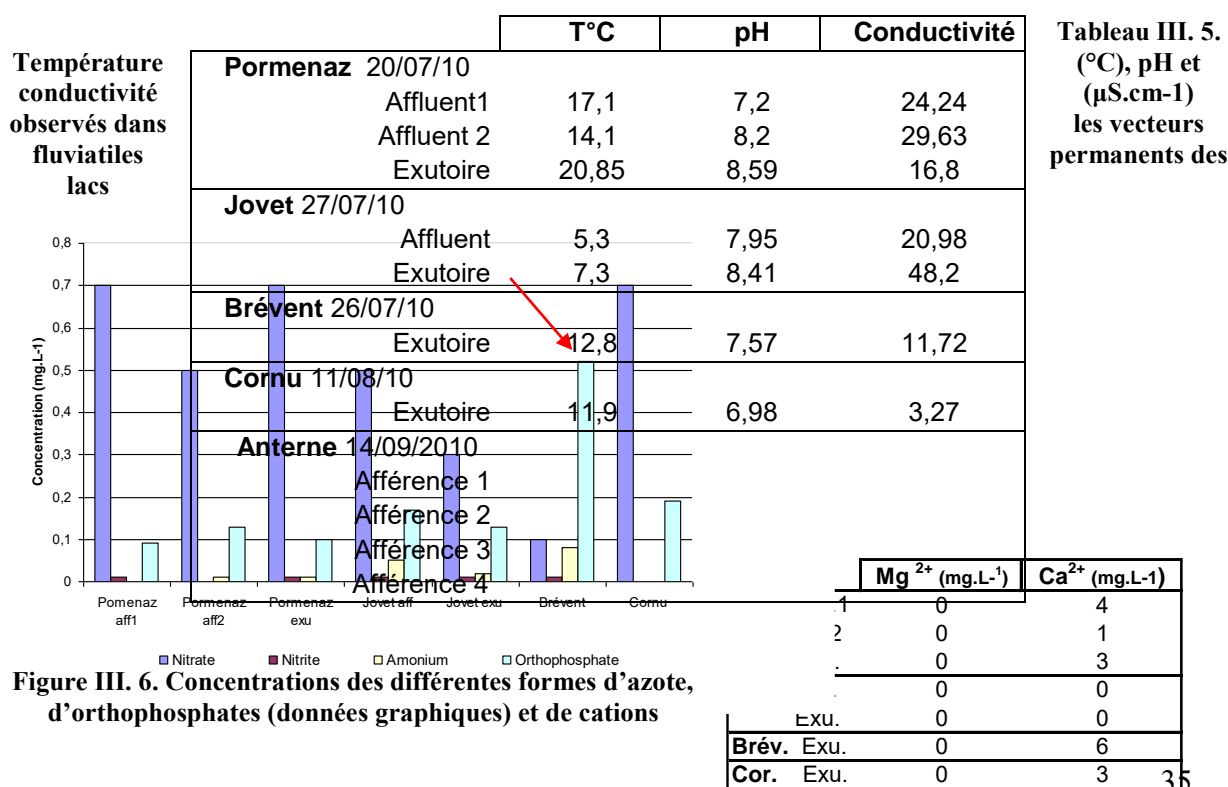 T°C pH Conductivité
Tableau III. 5.
Température
(°C), pH et
conductivité
(µS.cm-1)
observés dans
les vecteurs
fluviatiles
permanents des
lacs
Pormenaz 20/07/10
Affluent1 17,1 7,2 24,24
Affluent 2 14,1 8,2 29,63
Exutoire 20,85 8,59 16,8
Jovet 27/07/10
Affluent 5,3 7,95 20,98
Exutoire 7,3 8,41 48,2
Brévent 26/07/10
Exutoire 12,8 7,57 11,72
Cornu 11/08/10
Exutoire 11,9 6,98 3,27
Anterne 14/09/2010
Afférence 1
Afférence 2
Afférence 3
Afférence 4
Concentration (mg.L-1)
0,8
0,7
0,6
0,5
0,4
0,3
0,2
0,1
0
Pomenaz aff1
Pormenaz aff2
Pormenaz exu
Jovet aff
Jovet exu
Brévent
Cornu
Nitrate Nitrite Amonium Orthophosphate
Figure III. 6. Concentrations des différentes formes d’azote,
d’orthophosphates (données graphiques) et de cations
Mg 2+ (mg.L-1) Ca2+ (mg.L-1)
1 0 4
2 0 1
. 0 3
. 0 0
Exu. 0 0
Brév. Exu. 0 6
Cor. Exu. 0 3
35